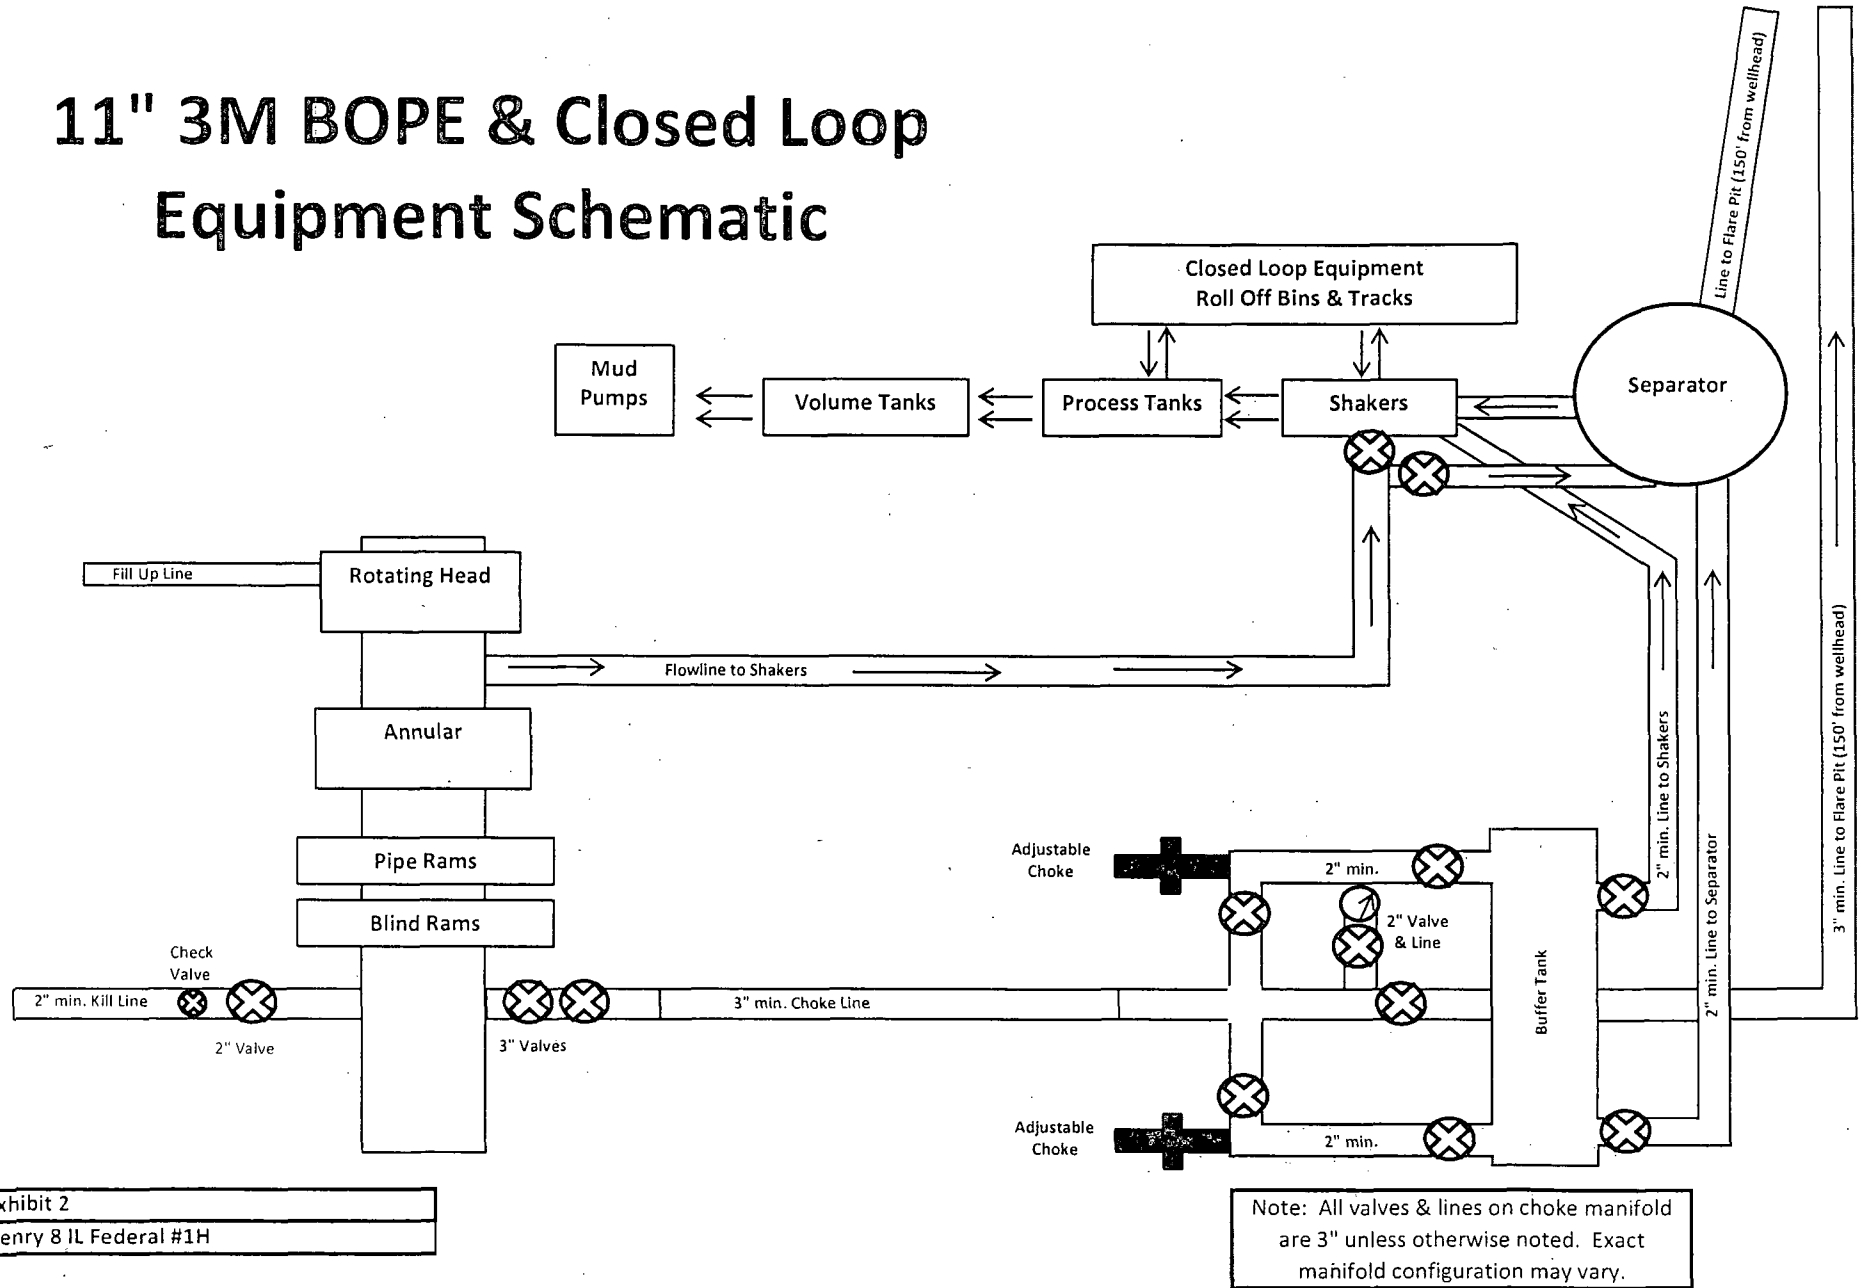 11" 3M BOPE & Closed Loop
Equipment Schematic
Line to Flare Pit (150' from wellhead)
Closed Loop Equipment
Roll Off Bins & Tracks
Mud
Pumps
Volume Tanks
Process Tanks
Shakers
Separator
Fill Up Line
Rotating Head
Flowline to Shakers
Annular
Pipe Rams
Blind Rams
Check
Valve
2" min. Kill Line
2" Valve
3" Valves
3" min. Choke Line
Adjustable
Choke
2" min.
2" Valve
& Line
Adjustable
Choke
2" min.
Buffer Tank
2" min. Line to Shakers
2" min. Line to Separator
3" min. Line to Flare Pit (150' from wellhead)
xhibit 2
enry 8 IL Federal #1H
Note: All valves & lines on choke manifold
are 3" unless otherwise noted. Exact
manifold configuration may vary.